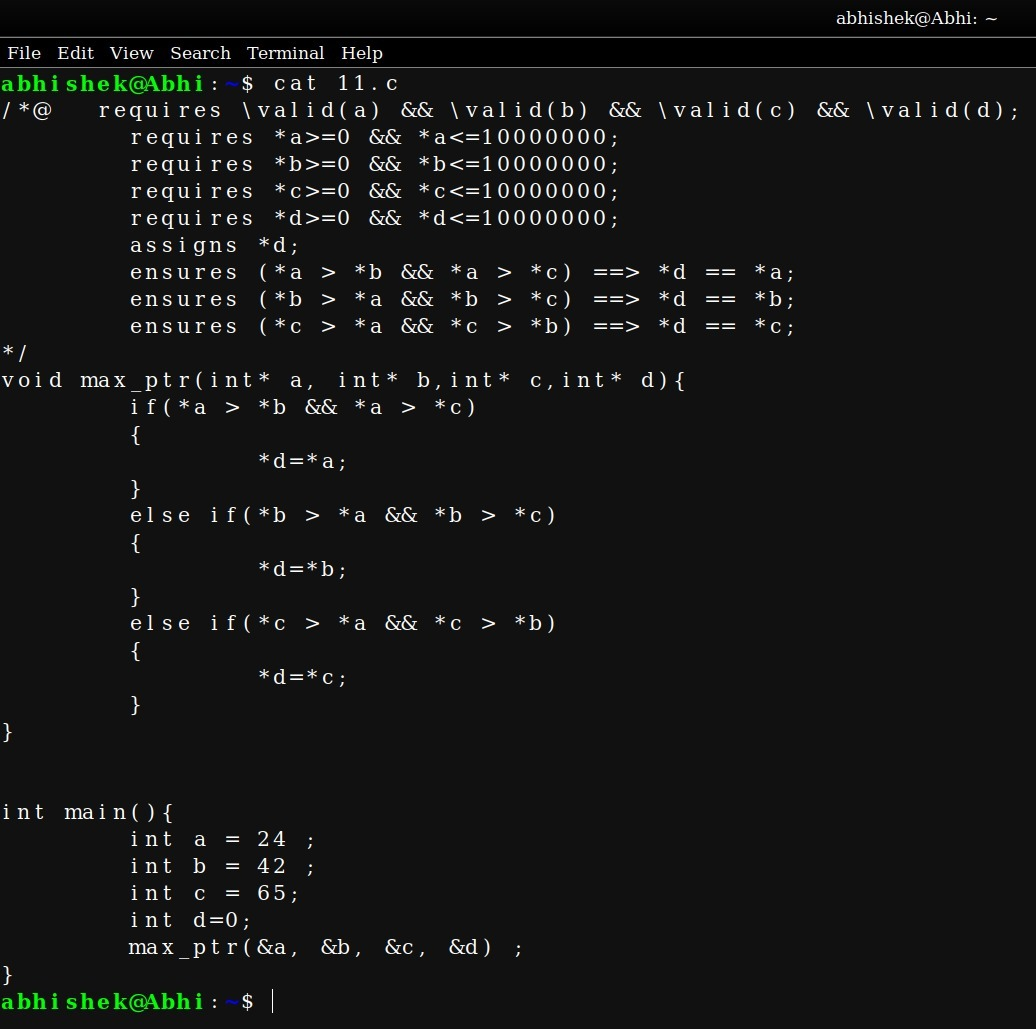 abhishek@Abhi: ~
File Edit View Search Terminal Help
abhishek@Abhi:~$ cat 11.c
/*@   requires \valid(a) && \valid(b) && \valid(c) && \valid(d);
        requires *a>=0 && *a<=10000000;
        requires *b>=0 && *b<=10000000;
        requires *c>=0 && *c<=10000000;
        requires *d>=0 && *d<=10000000;
        assigns *d;
        ensures (*a > *b && *a > *c) ==> *d == *a;
        ensures (*b > *a && *b > *c) ==> *d == *b;
        ensures (*c > *a && *c > *b) ==> *d == *c;
*/
void max_ptr(int* a, int* b,int* c,int* d){
        if(*a > *b && *a > *c)
        {
                *d=*a;
        }
        else if(*b > *a && *b > *c)
        {
                *d=*b;
        }
        else if(*c > *a && *c > *b)
        {
                *d=*c;
        }
}
int main(){
        int a = 24 ;
        int b = 42 ;
        int c = 65;
        int d=0;
        max_ptr(&a, &b, &c, &d) ;
}
abhishek@Abhi:~$